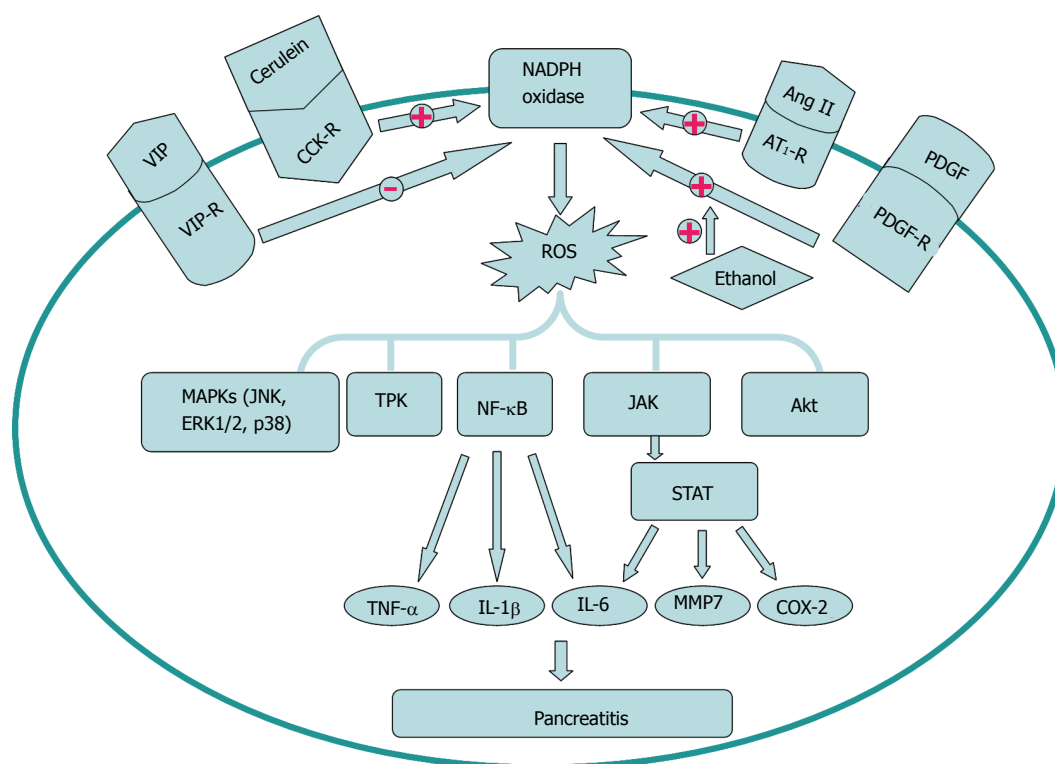 Cerulein
CCK-R
VIP
VIP-R
NADPH
oxidase
Ang II
AT₁-R
PDGF
PDGF-R
+
+
-
+
+
ROS
Ethanol
MAPKs (JNK,
ERK1/2, p38)
TPK
NF-κB
JAK
Akt
STAT
TNF-α
IL-1β
IL-6
MMP7
COX-2
Pancreatitis